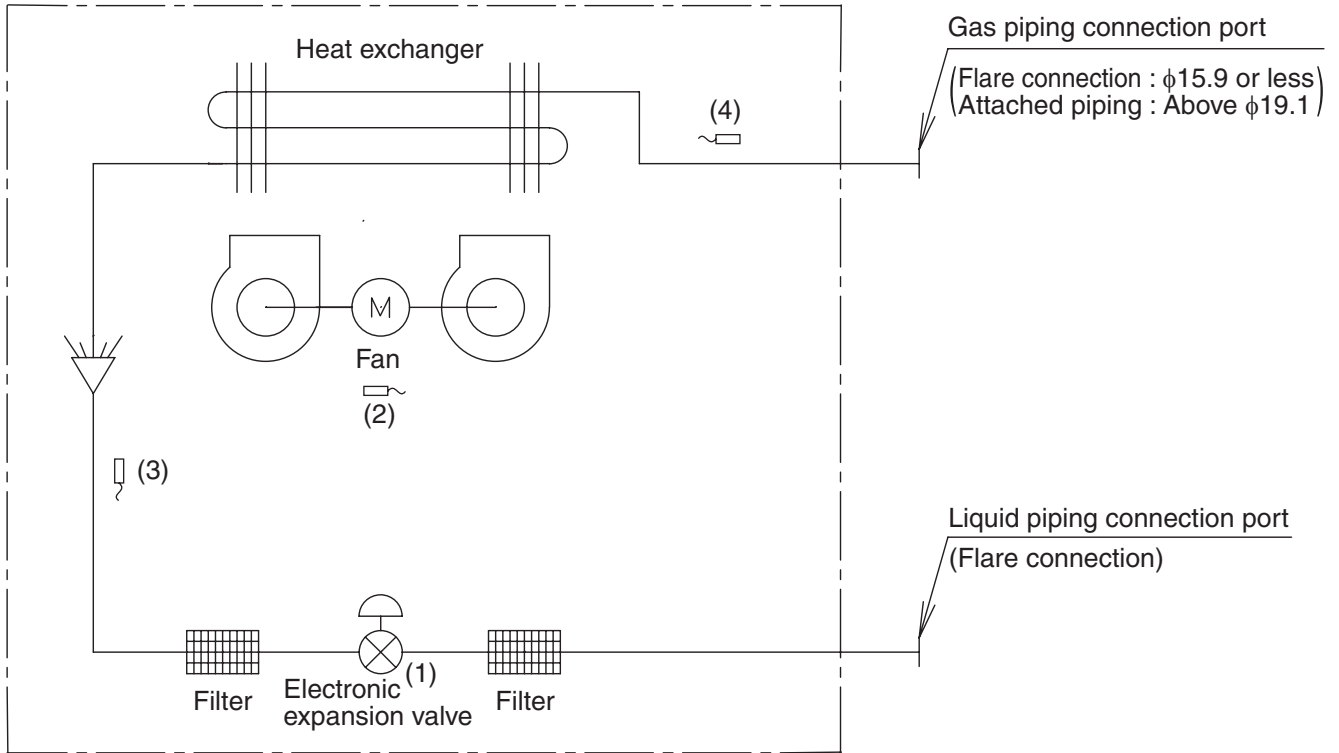 Heat exchanger
Gas piping connection port
(Flare connection : ϕ15.9 or less)
(Attached piping : Above ϕ19.1)
(4)
M
Fan
(2)
(3)
Liquid piping connection port
(Flare connection)
(1)
Filter
Electronic
expansion valve
Filter